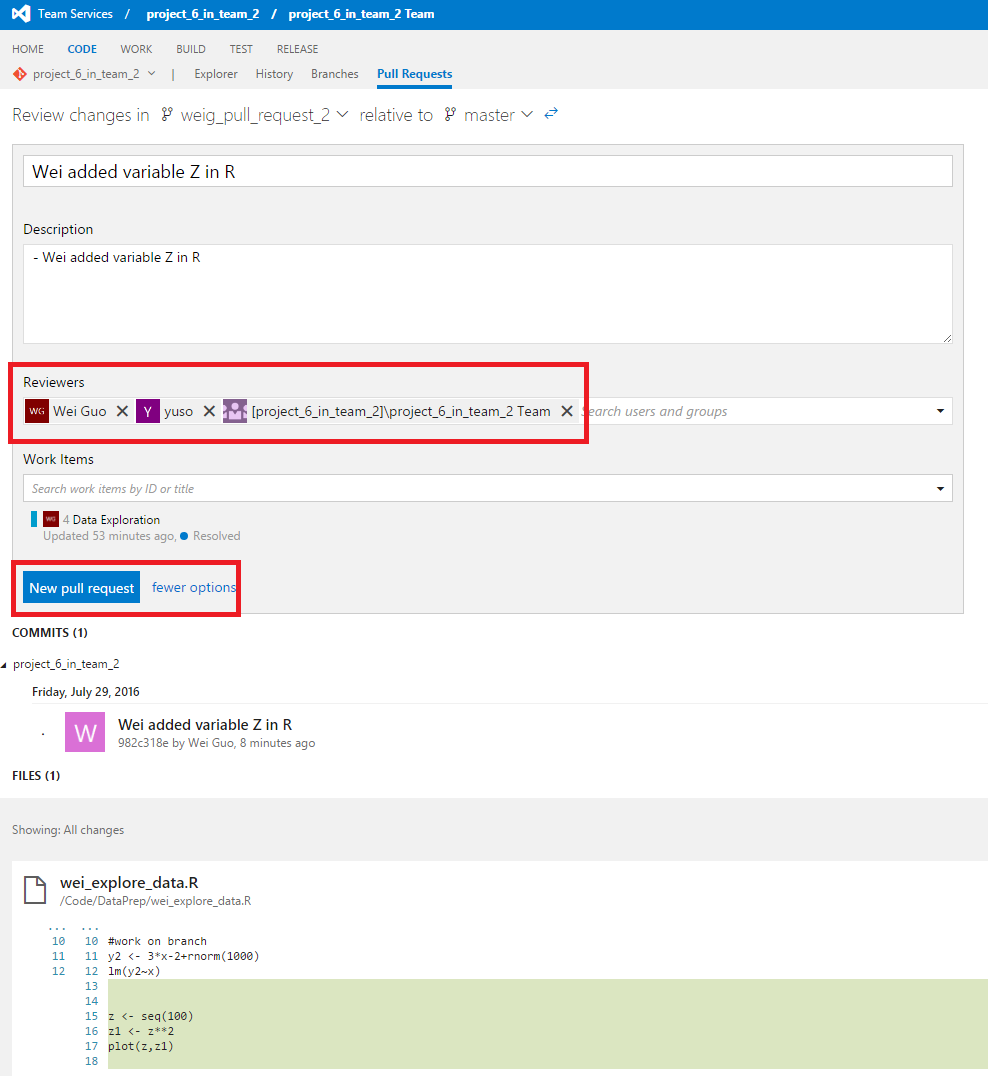 Team Services / project_6_in_team_2 / project_6_in_team_2 Team
HOME CODE WORK BUILD TEST RELEASE
project_6_in_team_2 | Explorer History Branches Pull Requests
Review changes in weig_pull_request_2 relative to master
Wei added variable Z in R
Description
- Wei added variable Z in R
Reviewers
WG Wei Guo Y yuso [project_6_in_team_2]\project_6_in_team_2 Team Search users and groups
Work Items
Search work items by ID or title
WG 4 Data Exploration
Updated 53 minutes ago, Resolved
New pull request fewer options
COMMITS (1)
project_6_in_team_2
Friday, July 29, 2016
W Wei added variable Z in R
982c318e by Wei Guo, 8 minutes ago
FILES (1)
Showing: All changes
wei_explore_data.R
/Code/DataPrep/wei_explore_data.R
... ...
10 10 #work on branch
11 11 y2 <- 3*x-2+rnorm(1000)
12 12 lm(y2~x)
13
14
15 z <- seq(100)
16 z1 <- z**2
17 plot(z,z1)
18